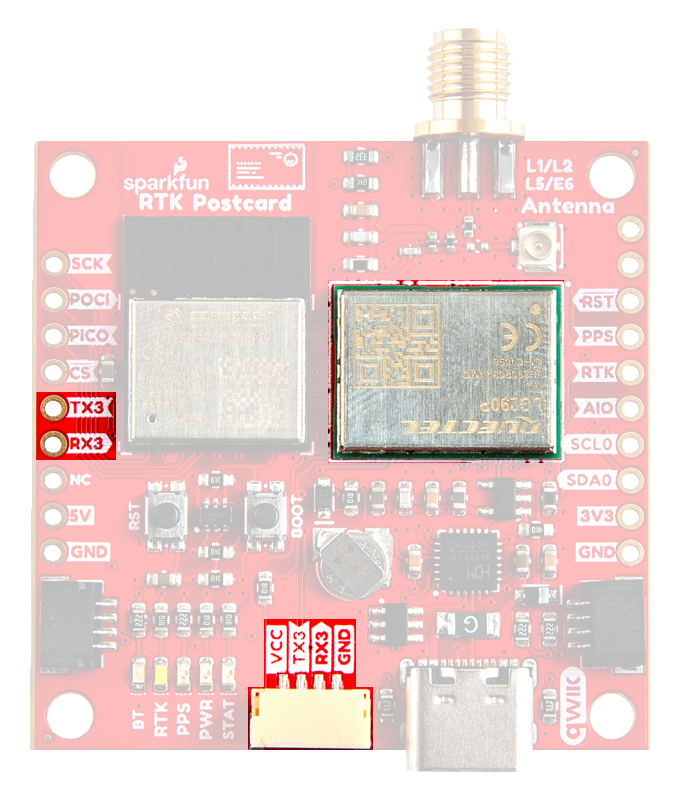 L1/L2
L5/E6
Antenna
sparkfun
RTK Postcard
SCK
POCI
PICO
CS
TX3
RX3
NC
5V
GND
RST
PPS
RTK
AIO
SCL0
SDA0
3V3
GND
QUECTEL
LG290P
RST
BOOT
VCC
TX3
RX3
GND
BT
RTK
PPS
PWR
STAT
qwiic